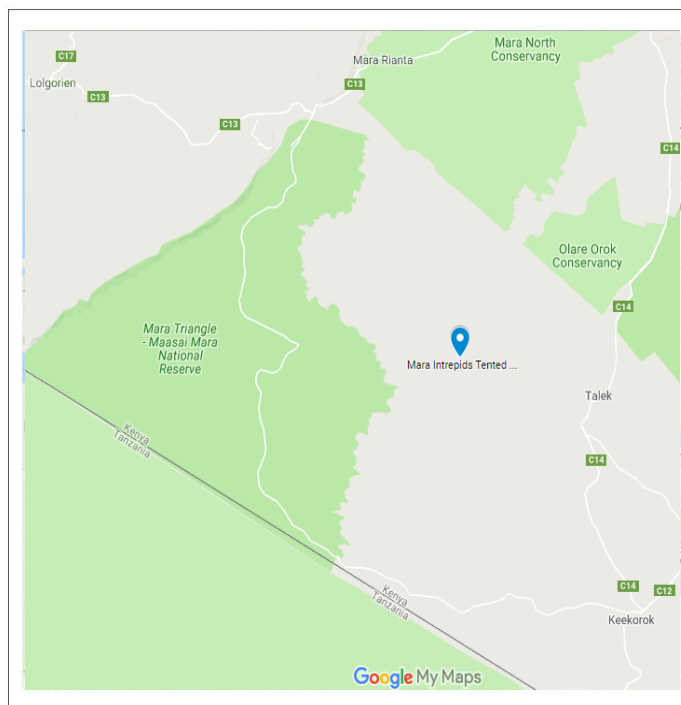 Mara North
Conservancy
C17
Mara Rianta
Lolgorien
C13
C13
C13
C14
Olare Orok
Conservancy
C14
Mara Triangle
- Maasai Mara
National
Reserve
Mara Intrepids Tented ...
Talek
Kenya
Tanzania
C14
Kenya
Tanzania
C14
C12
Keekorok
Google My Maps